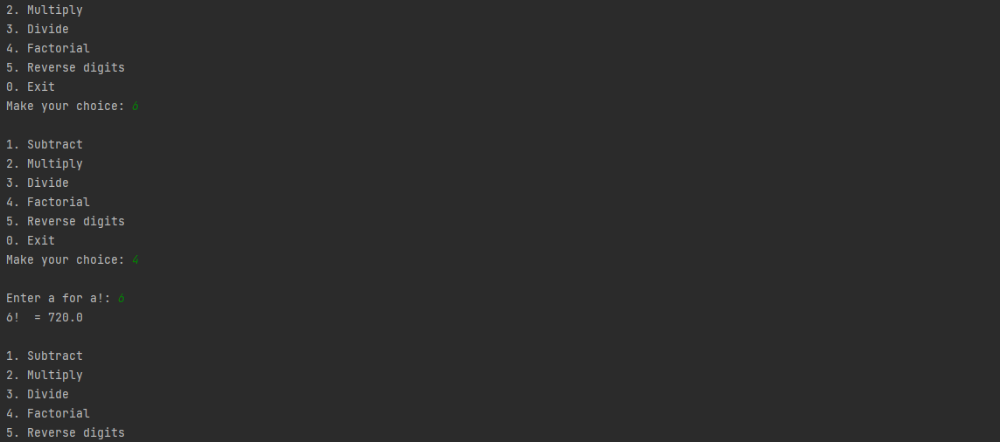 2. Multiply
3. Divide
4. Factorial
5. Reverse digits
0. Exit
Make your choice: 6
1. Subtract
2. Multiply
3. Divide
4. Factorial
5. Reverse digits
0. Exit
Make your choice: 4
Enter a for a!: 6
6!  = 720.0
1. Subtract
2. Multiply
3. Divide
4. Factorial
5. Reverse digits